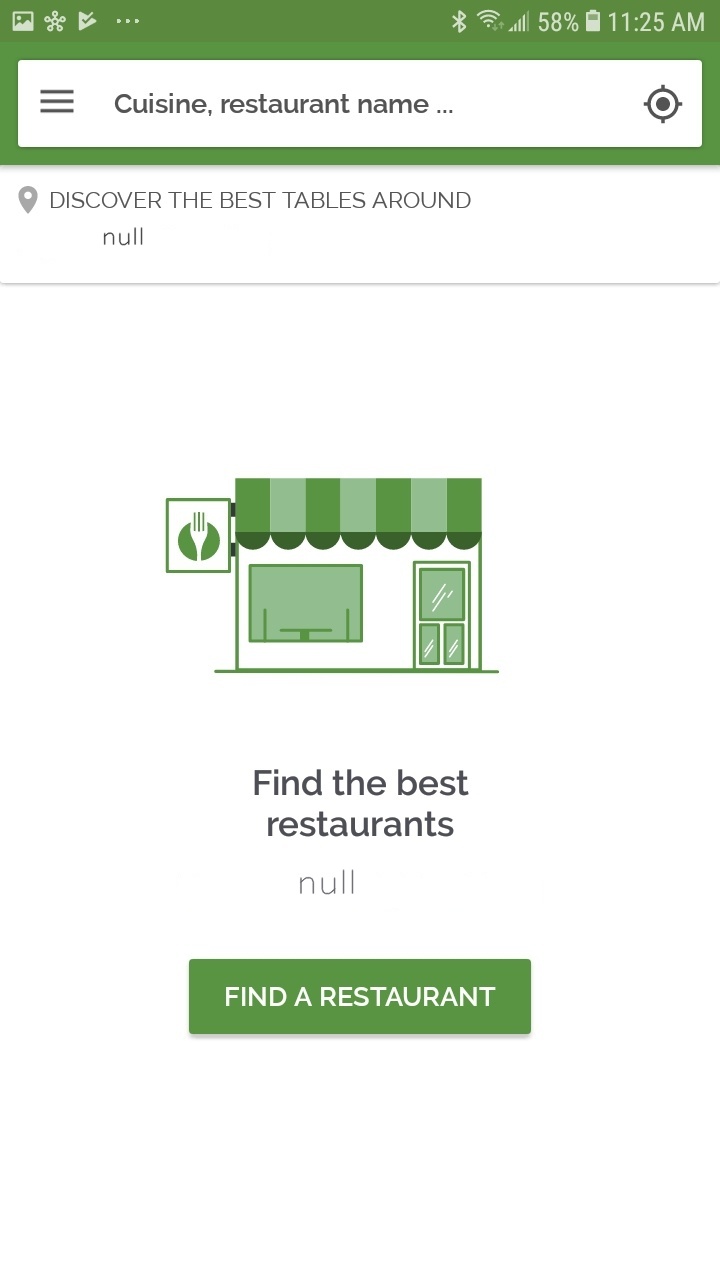 58% 11:25 AM
Cuisine, restaurant name ...
DISCOVER THE BEST TABLES AROUND
null
Find the best
restaurants
null
FIND A RESTAURANT